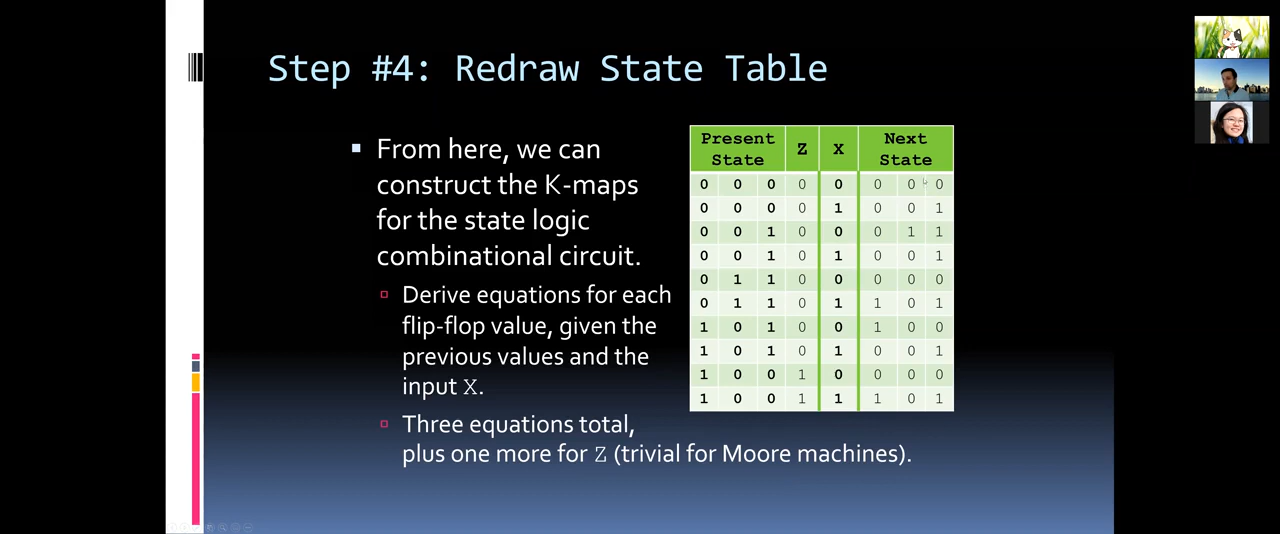 Step #4: Redraw State Table
From here, we can
construct the K-maps
for the state logic
combinational circuit.
Derive equations for each
flip-flop value, given the
previous values and the
input X.
Three equations total,
plus one more for Z (trivial for Moore machines).
Present State Z X Next State
0 0 0 0 0 0 0 0
0 0 0 0 1 0 0 1
0 0 1 0 0 0 1 1
0 0 1 0 1 0 0 1
0 1 1 0 0 0 0 0
0 1 1 0 1 1 0 1
1 0 1 0 0 1 0 0
1 0 1 0 1 0 0 1
1 0 0 1 0 0 0 0
1 0 0 1 1 1 0 1